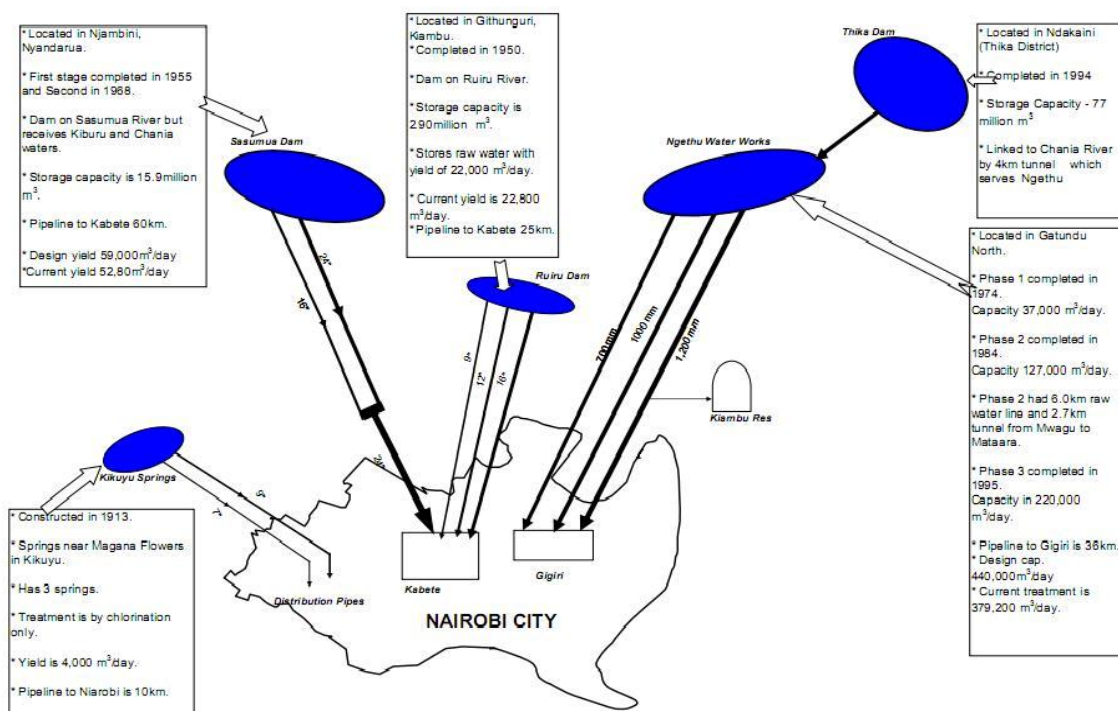 * Located in Njambini,
Nyandarua.
* First stage completed in 1955
and Second in 1968.
* Dam on Sasumua River but
receives Kiburu and Chania
waters.
* Storage capacity is 15.9million
m³.
* Pipeline to Kabete 60km.
* Design yield 59,000m³/day
*Current yield 52,80m³/day
* Located in Githunguri,
Kiambu.
* Completed in 1950.
* Dam on Ruiru River.
* Storage capacity is
290million m³.
* Stores raw water with
yield of 22,000 m³/day.
* Current yield is 22,800
m³/day.
* Pipeline to Kabete 25km.
Thika Dam
* Located in Ndakaini
(Thika District)
* Completed in 1994
* Storage Capacity - 77
million m³
* Linked to Chania River
by 4km tunnel which
serves Ngethu
Sasumua Dam
Ngethu Water Works
* Located in Gatundu
North.
* Phase 1 completed in
1974.
Capacity 37,000 m³/day.
* Phase 2 completed in
1984.
Capacity 127,000 m³/day.
* Phase 2 had 6.0km raw
water line and 2.7km
tunnel from Mwagu to
Mataara.
* Phase 3 completed in
1995.
Capacity in 220,000
m³/day.
* Pipeline to Gigiri is 36km.
* Design cap.
440,000m³/day
* Current treatment is
379,200 m³/day.
24"
16"
Ruiru Dam
9"
12"
16"
700 mm
1000 mm
1,200 mm
Kiambu Res
24"
Kikuyu Springs
9"
7"
* Constructed in 1913.
* Springs near Magana Flowers
in Kikuyu.
* Has 3 springs.
* Treatment is by chlorination
only.
* Yield is 4,000 m³/day.
* Pipeline to Niarobi is 10km.
Distribution Pipes
Kabete
Gigiri
NAIROBI CITY